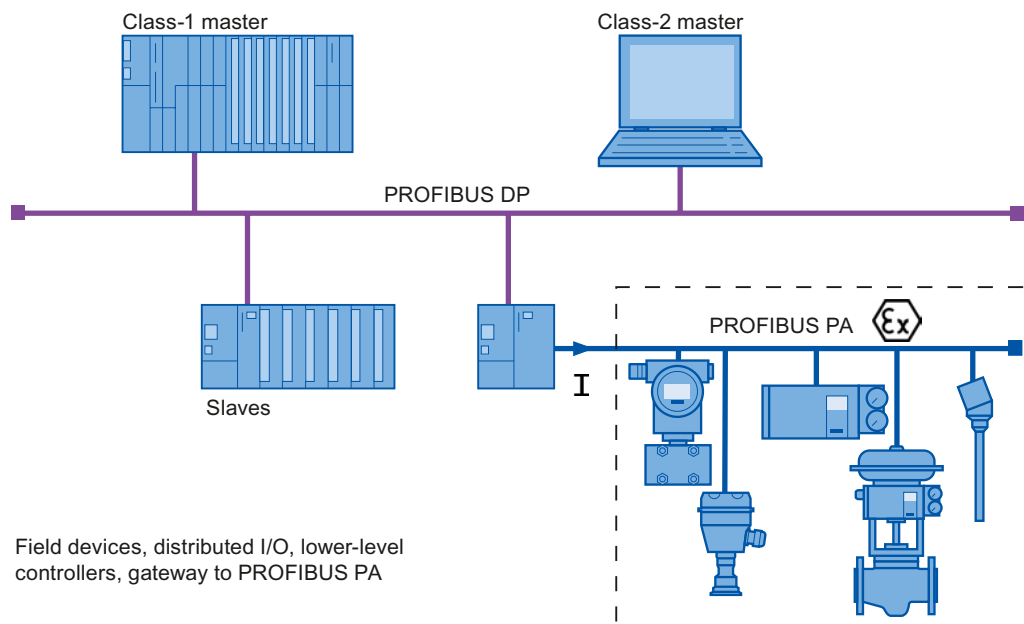 Class-1 master
Class-2 master
PROFIBUS DP
PROFIBUS PA
Ex
I
Slaves
Field devices, distributed I/O, lower-level
controllers, gateway to PROFIBUS PA